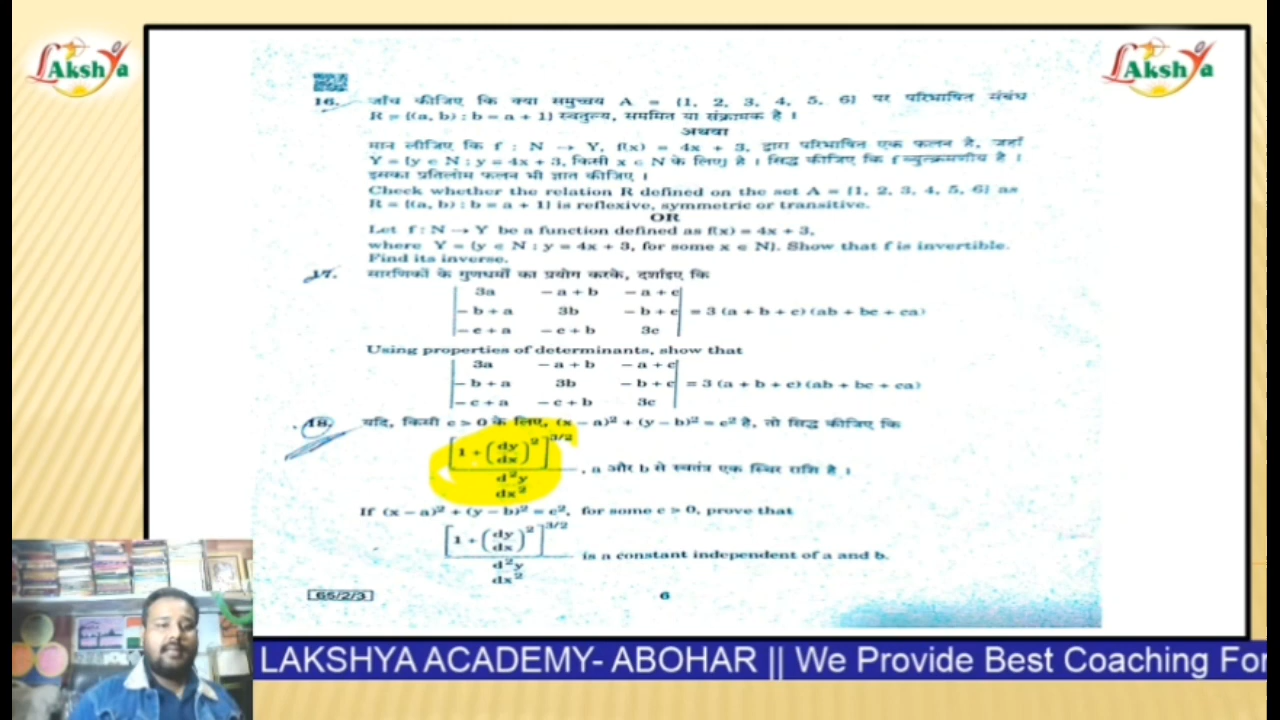 LAkshya
LAkshya
16. जाँच कीजिए कि क्या समुच्चय A = {1, 2, 3, 4, 5, 6} पर परिभाषित संबंध
R = {(a, b) : b = a + 1} स्वतुल्य, सममित या संक्रामक है ।
अथवा
मान लीजिए कि f : N → Y, f(x) = 4x + 3, द्वारा परिभाषित एक फलन है, जहाँ
Y = {y ∈ N : y = 4x + 3, किसी x ∈ N के लिए} है । सिद्ध कीजिए कि f व्युत्क्रमणीय है ।
इसका प्रतिलोम फलन भी ज्ञात कीजिए ।
Check whether the relation R defined on the set A = {1, 2, 3, 4, 5, 6} as
R = {(a, b) : b = a + 1} is reflexive, symmetric or transitive.
OR
Let f : N → Y be a function defined as f(x) = 4x + 3,
where Y = {y ∈ N : y = 4x + 3, for some x ∈ N}. Show that f is invertible.
Find its inverse.
17. सारणिकों के गुणधर्मों का प्रयोग करके, दर्शाइए कि
| 3a − a + b − a + c |
| − b + a 3b − b + c | = 3 (a + b + c) (ab + bc + ca)
| − c + a − c + b 3c |
Using properties of determinants, show that
| 3a − a + b − a + c |
| − b + a 3b − b + c | = 3 (a + b + c) (ab + bc + ca)
| − c + a − c + b 3c |
18. यदि, किसी c > 0 के लिए, (x − a)² + (y − b)² = c² है, तो सिद्ध कीजिए कि
[1 + (dy/dx)²]^3/2
d²y/dx² , a और b से स्वतंत्र एक स्थिर राशि है ।
If (x − a)² + (y − b)² = c², for some c > 0, prove that
[1 + (dy/dx)²]^3/2
d²y/dx² is a constant independent of a and b.
65/2/3 6
LAKSHYA ACADEMY- ABOHAR || We Provide Best Coaching For